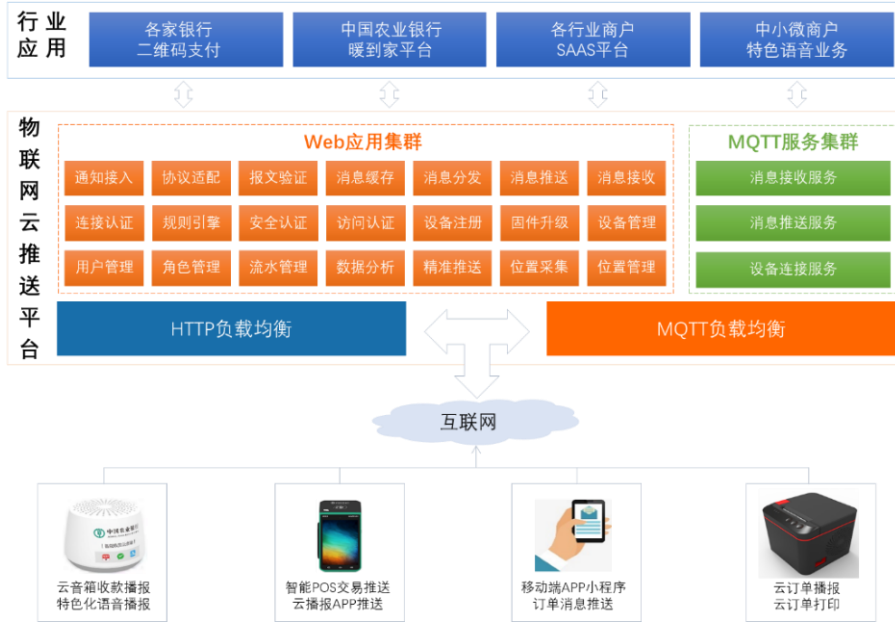 行业
应用
各家银行
二维码支付
中国农业银行
暖到家平台
各行业商户
SAAS平台
中小微商户
特色语音业务
物联网云推送平台
Web应用集群
通知接入
协议适配
报文验证
消息缓存
消息分发
消息推送
消息接收
连接认证
规则引擎
安全认证
访问认证
设备注册
固件升级
设备管理
用户管理
角色管理
流水管理
数据分析
精准推送
位置采集
位置管理
MQTT服务集群
消息接收服务
消息推送服务
设备连接服务
HTTP负载均衡
MQTT负载均衡
互联网
中国农业银行
云音箱收款播报
特色化语音播报
智能POS交易推送
云播报APP推送
移动端APP小程序
订单消息推送
云订单播报
云订单打印